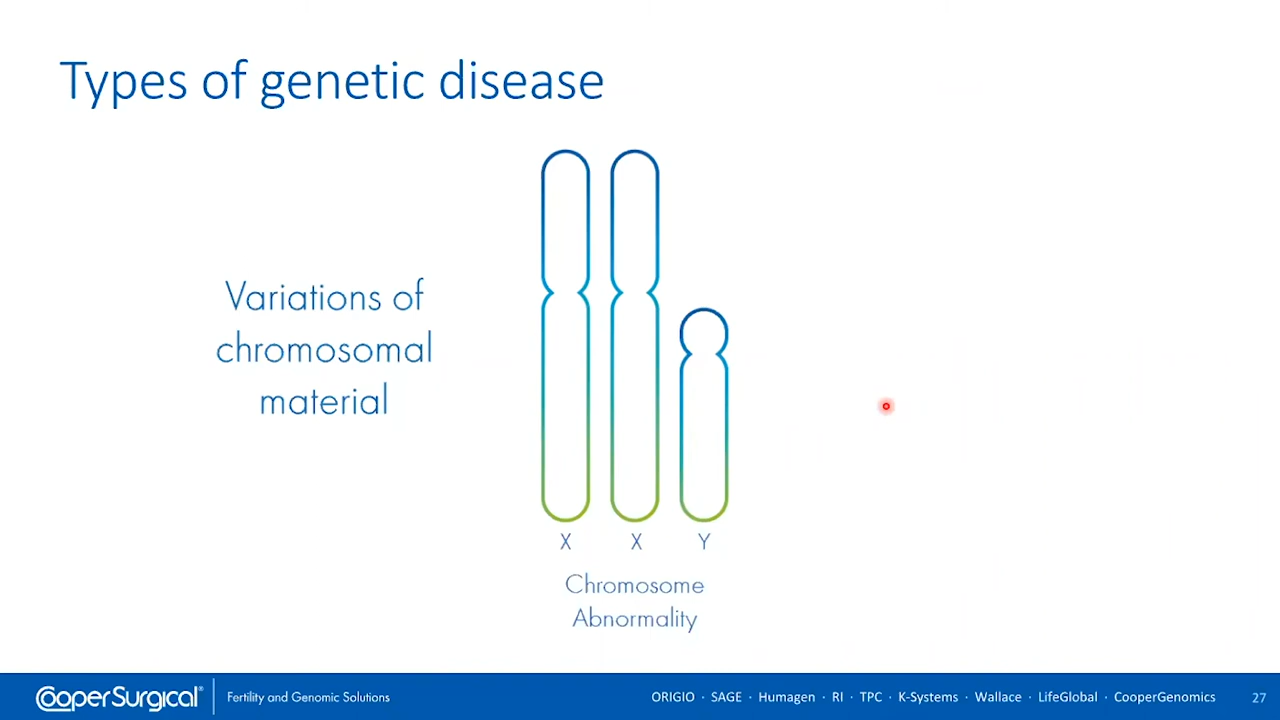 Types of genetic disease
Variations of
chromosomal
material
X X Y
Chromosome
Abnormality
CooperSurgical® Fertility and Genomic Solutions ORIGIO · SAGE · Humagen · RI · TPC · K-Systems · Wallace · LifeGlobal · CooperGenomics 27